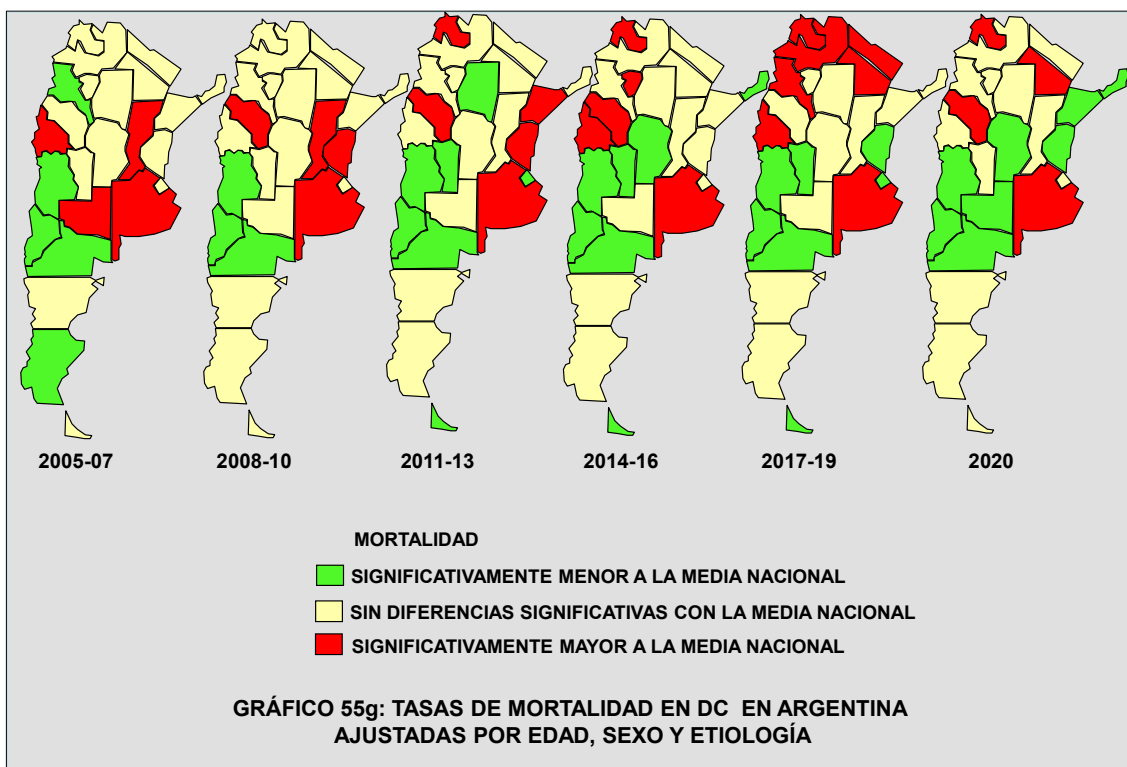 2005-07
2008-10
2011-13
2014-16
2017-19
2020
MORTALIDAD
SIGNIFICATIVAMENTE MENOR A LA MEDIA NACIONAL
SIN DIFERENCIAS SIGNIFICATIVAS CON LA MEDIA NACIONAL
SIGNIFICATIVAMENTE MAYOR A LA MEDIA NACIONAL
GRÁFICO 55g: TASAS DE MORTALIDAD EN DC EN ARGENTINA
AJUSTADAS POR EDAD, SEXO Y ETIOLOGÍA